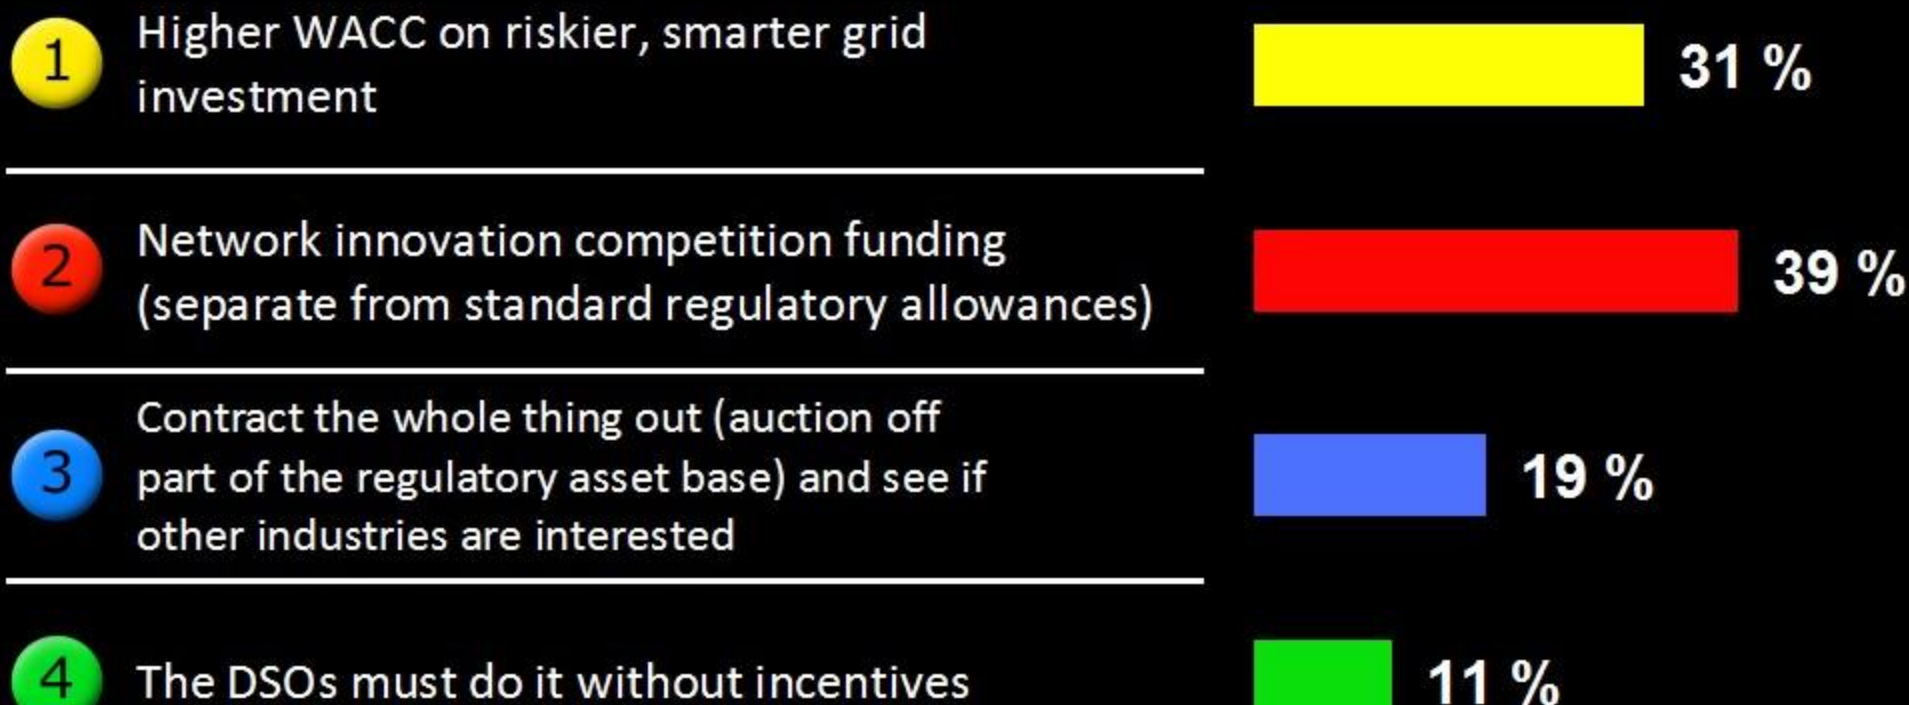 1 Higher WACC on riskier, smarter grid
investment
31 %
2 Network innovation competition funding
(separate from standard regulatory allowances)
39 %
3 Contract the whole thing out (auction off
part of the regulatory asset base) and see if
other industries are interested
19 %
4 The DSOs must do it without incentives
11 %